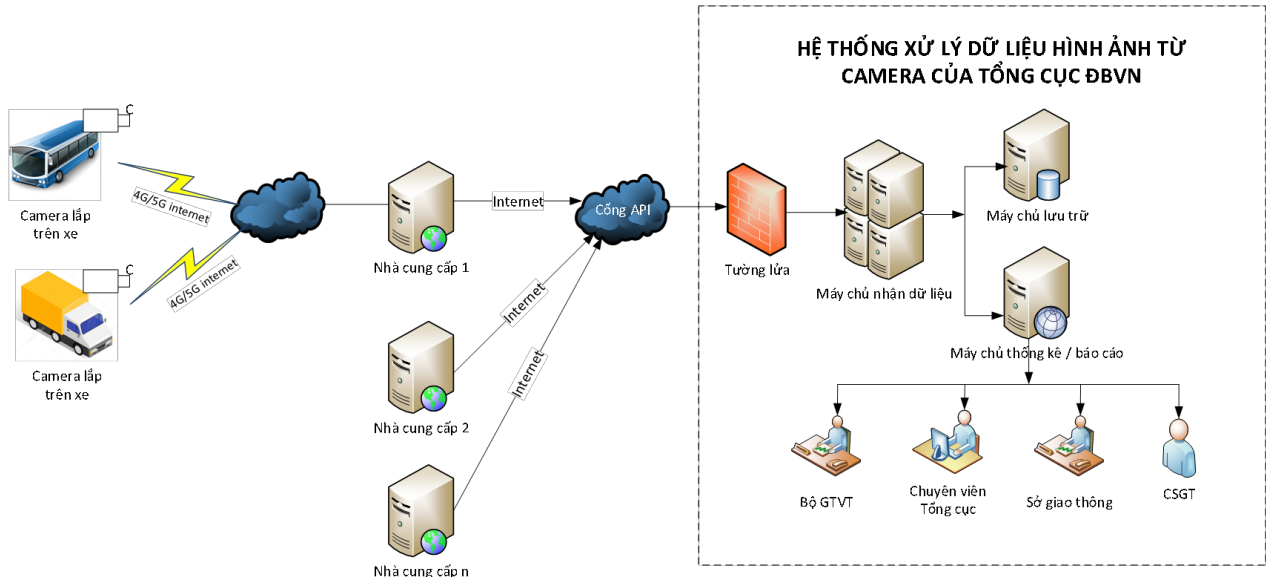 HỆ THỐNG XỬ LÝ DỮ LIỆU HÌNH ẢNH TỪ
CAMERA CỦA TỔNG CỤC ĐBVN
C
4G/5G internet
Camera lắp
trên xe
C
4G/5G internet
Camera lắp
trên xe
Nhà cung cấp 1
Internet
Nhà cung cấp 2
Internet
Nhà cung cấp n
Internet
Cổng API
Tường lửa
Máy chủ nhận dữ liệu
Máy chủ lưu trữ
Máy chủ thống kê / báo cáo
Bộ GTVT
Chuyên viên
Tổng cục
Sở giao thông
CSGT